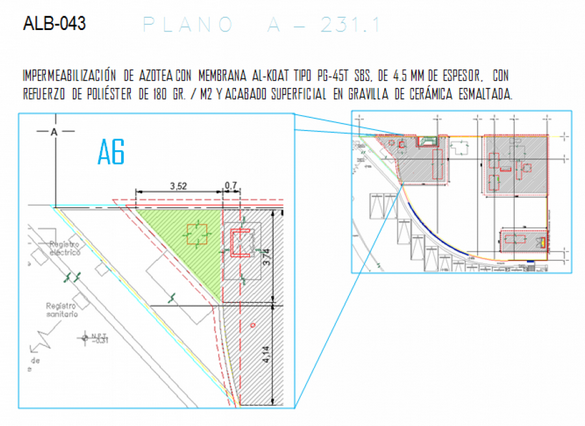 ALB-043
PLANO A - 231.1
IMPERMEABILIZACIÓN DE AZOTEA CON MEMBRANA AL-KOAT TIPO PG-45T SBS, DE 4.5 MM DE ESPESOR, CON
REFUERZO DE POLIÉSTER DE 180 GR. / M2 Y ACABADO SUPERFICIAL EN GRAVILLA DE CERÁMICA ESMALTADA.
A
A6
3,52
0,7
3,74
Registro
eléctrico
Registro
sanitario
N.P.T.
4,14
de